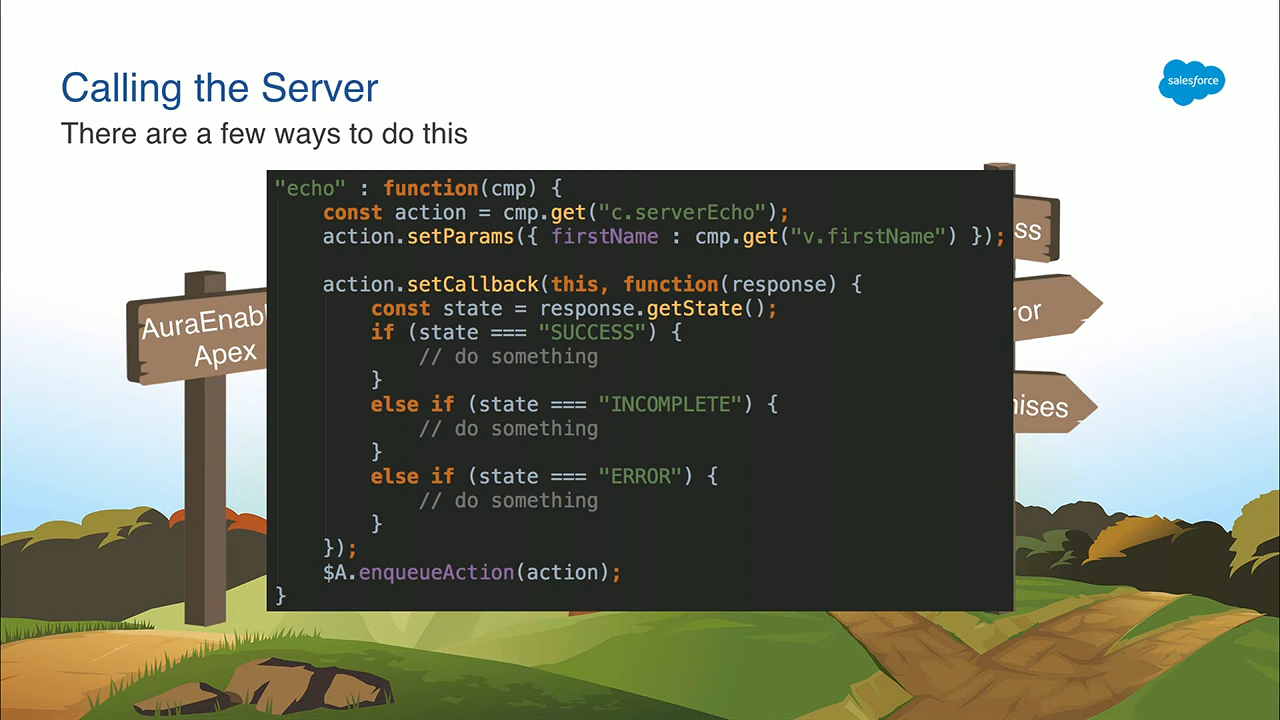 Calling the Server
There are a few ways to do this
salesforce
"echo" : function(cmp) {
    const action = cmp.get("c.serverEcho");
    action.setParams({ firstName : cmp.get("v.firstName") });
    action.setCallback(this, function(response) {
        const state = response.getState();
        if (state === "SUCCESS") {
            // do something
        }
        else if (state === "INCOMPLETE") {
            // do something
        }
        else if (state === "ERROR") {
            // do something
        }
    });
    $A.enqueueAction(action);
}
AuraEnabl
Apex
ss
ror
ises